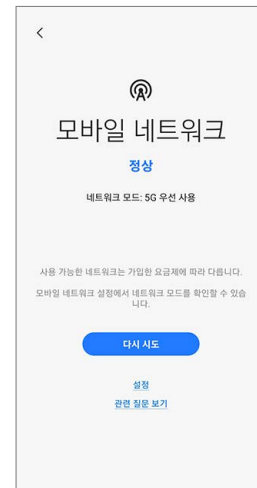 모바일 네트워크
정상
네트워크 모드: 5G 우선 사용
사용 가능한 네트워크는 가입한 요금제에 따라 다릅니다.
모바일 네트워크 설정에서 네트워크 모드를 확인할 수 있습
니다.
다시 시도
설정
관련 질문 보기